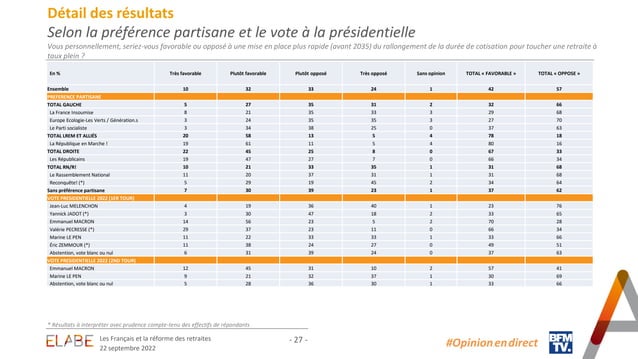 Détail des résultats
Selon la préférence partisane et le vote à la présidentielle
Vous personnellement, seriez-vous favorable ou opposé à une mise en place plus rapide (avant 2035) du rallongement de la durée de cotisation pour toucher une retraite à
taux plein ?
En % Très favorable Plutôt favorable Plutôt opposé Très opposé Sans opinion TOTAL « FAVORABLE » TOTAL « OPPOSE »
Ensemble 10 32 33 24 1 42 57
PREFERENCE PARTISANE
TOTAL GAUCHE 5 27 35 31 2 32 66
La France Insoumise 8 21 35 33 3 29 68
Europe Ecologie-Les Verts / Génération.s 3 24 35 35 3 27 70
Le Parti socialiste 3 34 38 25 0 37 63
TOTAL LREM ET ALLIÉS 20 58 13 5 4 78 18
La République en Marche ! 19 61 11 5 4 80 16
TOTAL DROITE 22 45 25 8 0 67 33
Les Républicains 19 47 27 7 0 66 34
TOTAL RN/R! 10 21 33 35 1 31 68
Le Rassemblement National 11 20 37 31 1 31 68
Reconquête! (*) 5 29 19 45 2 34 64
Sans préférence partisane 7 30 39 23 1 37 62
VOTE PRESIDENTIELLE 2022 (1ER TOUR)
Jean-Luc MELENCHON 4 19 36 40 1 23 76
Yannick JADOT (*) 3 30 47 18 2 33 65
Emmanuel MACRON 14 56 23 5 2 70 28
Valérie PECRESSE (*) 29 37 23 11 0 66 34
Marine LE PEN 11 22 33 33 1 33 66
Éric ZEMMOUR (*) 11 38 24 27 0 49 51
Abstention, vote blanc ou nul 6 31 39 24 0 37 63
VOTE PRESIDENTIELLE 2022 (2ND TOUR)
Emmanuel MACRON 12 45 31 10 2 57 41
Marine LE PEN 9 21 32 37 1 30 69
Abstention, vote blanc ou nul 5 28 36 30 1 33 66
* Résultats à interpréter avec prudence compte-tenu des effectifs de répondants
ELABE
Les Français et la réforme des retraites
22 septembre 2022
- 27 -
#Opinion en direct
BFM
TV.